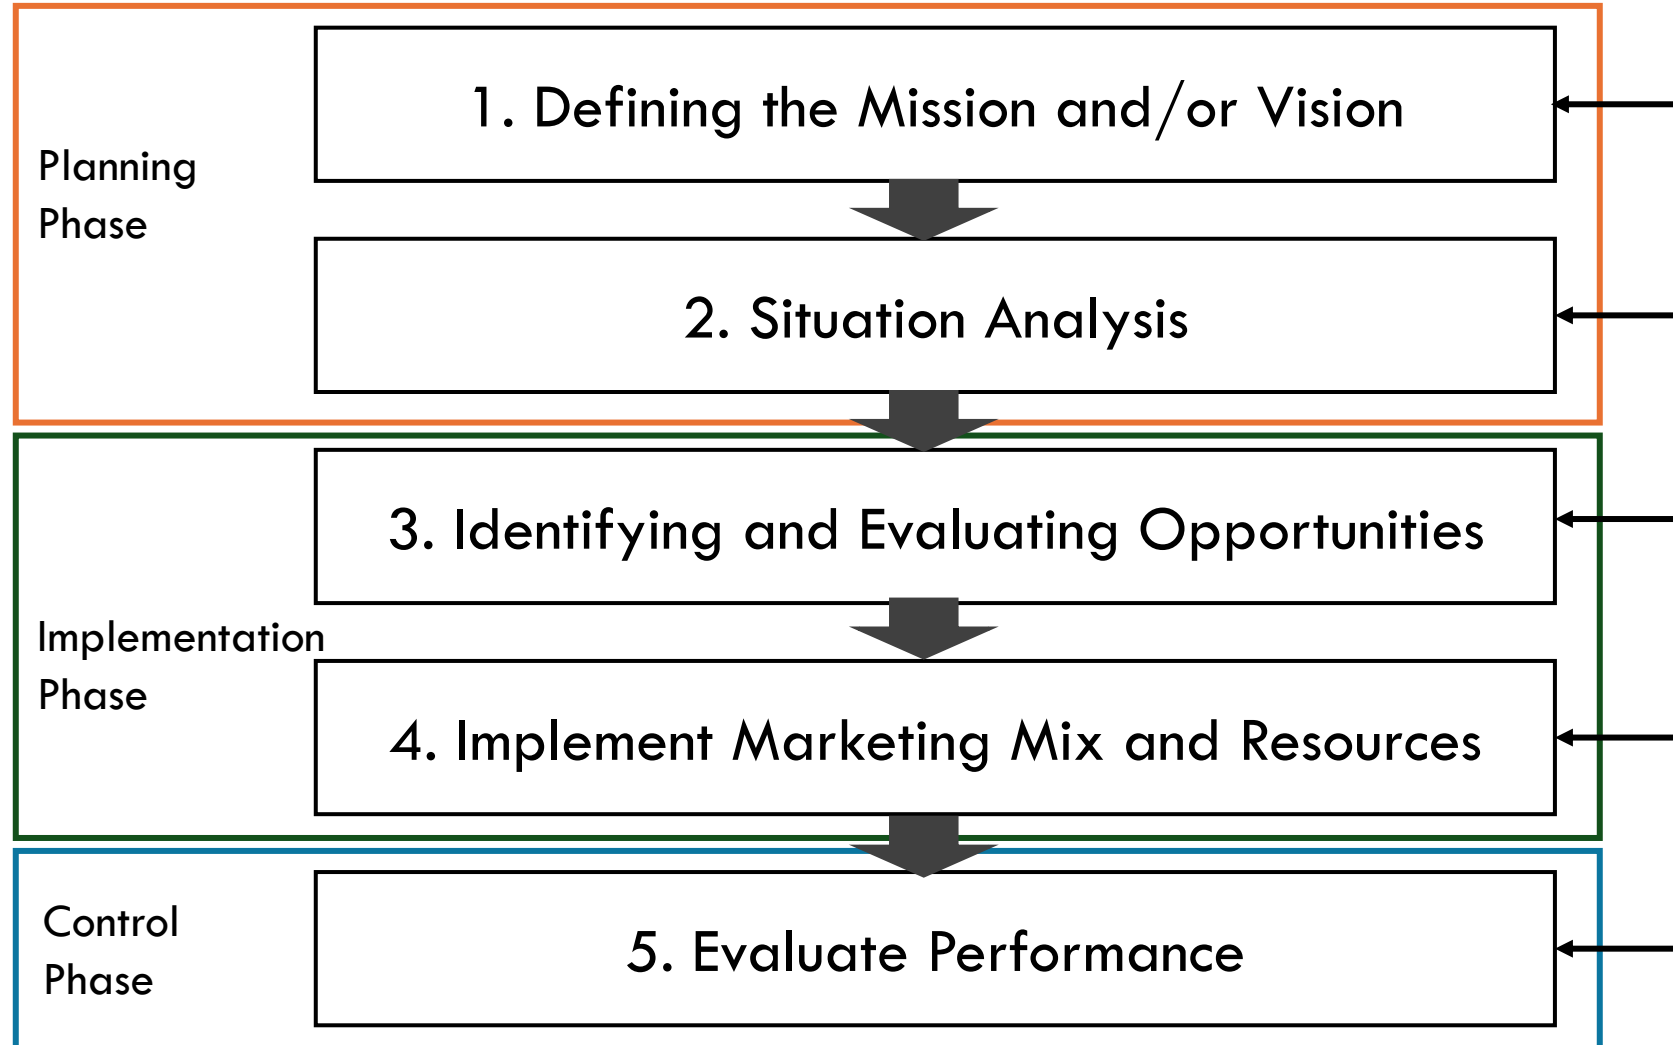 1. Defining the Mission and/or Vision
Planning
Phase
2. Situation Analysis
3. Identifying and Evaluating Opportunities
Implementation
Phase
4. Implement Marketing Mix and Resources
Control
Phase
5. Evaluate Performance